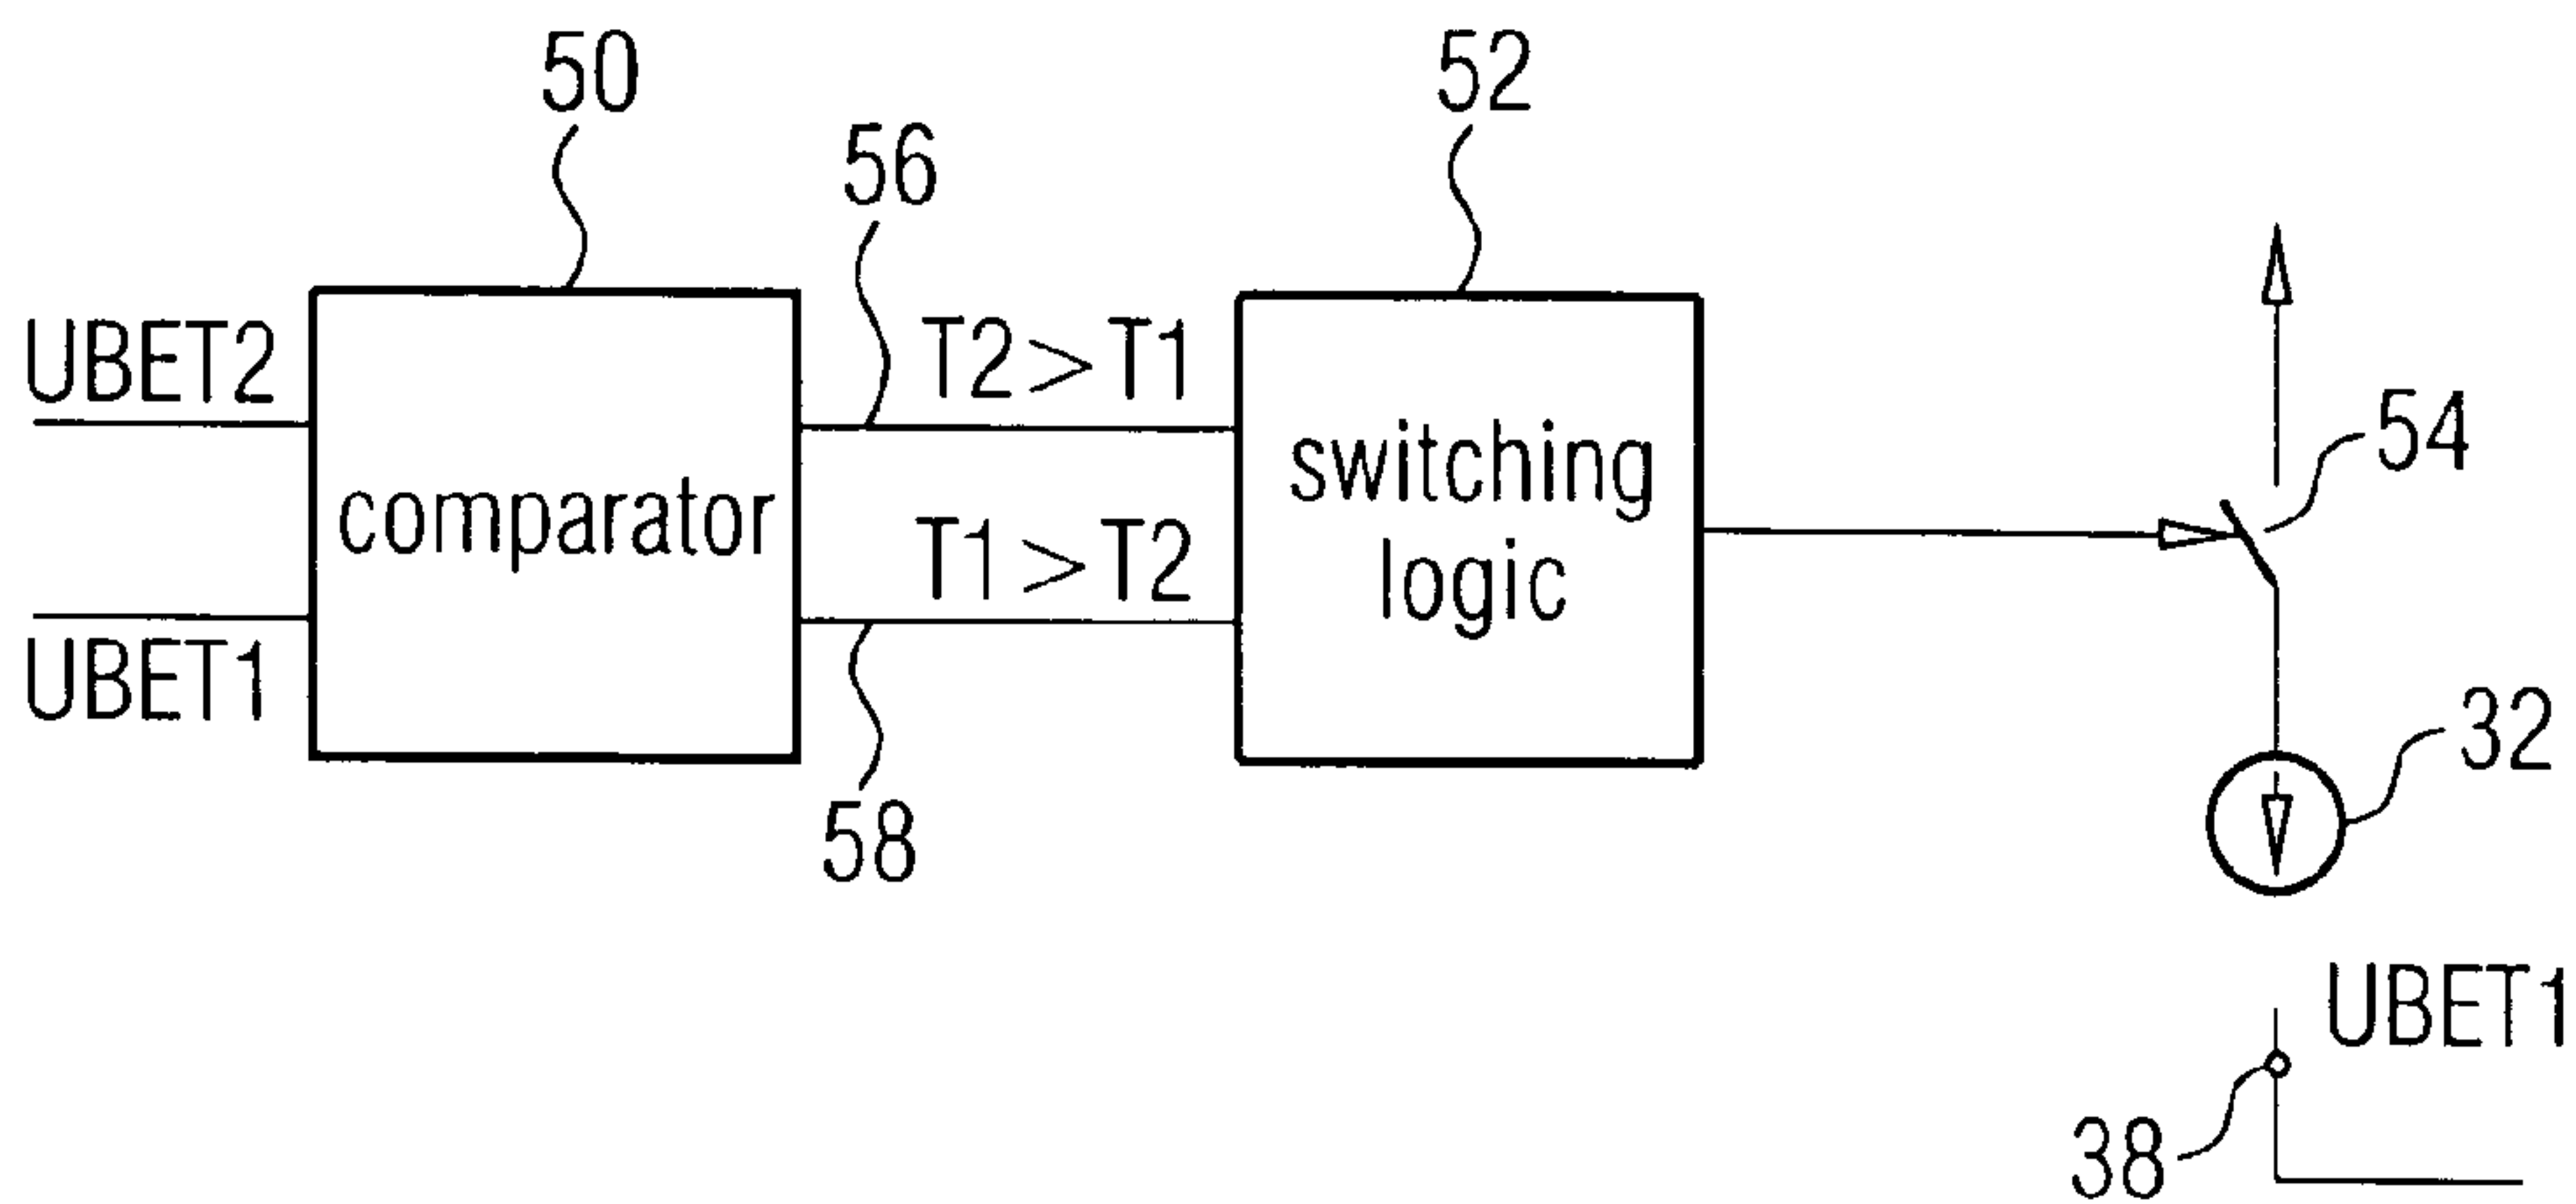 50
52
56
UBET2
T2>T1
54
switching
comparator
logic
T1>T2
UBET1
32
58
UBET1
38